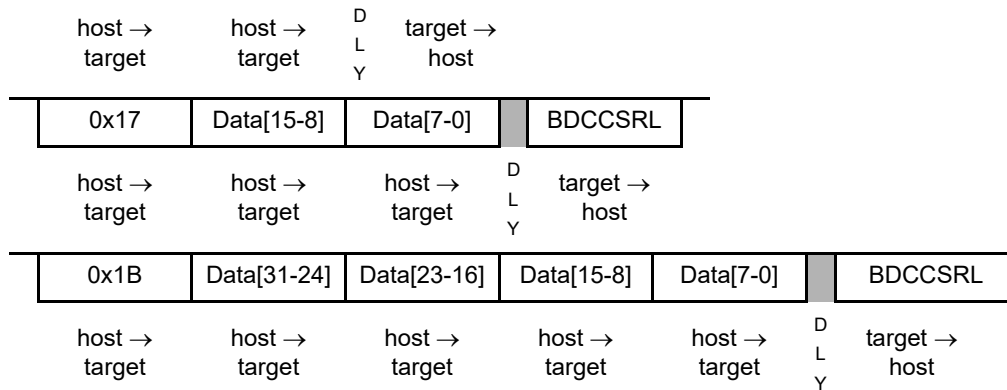 host → host → D L Y target →
target target host
0x17 Data[15-8] Data[7-0] BDCCSRL
host → host → host → D L Y target →
target target target host
0x1B Data[31-24] Data[23-16] Data[15-8] Data[7-0] BDCCSRL
host → host → host → host → host → D L Y target →
target target target target target host